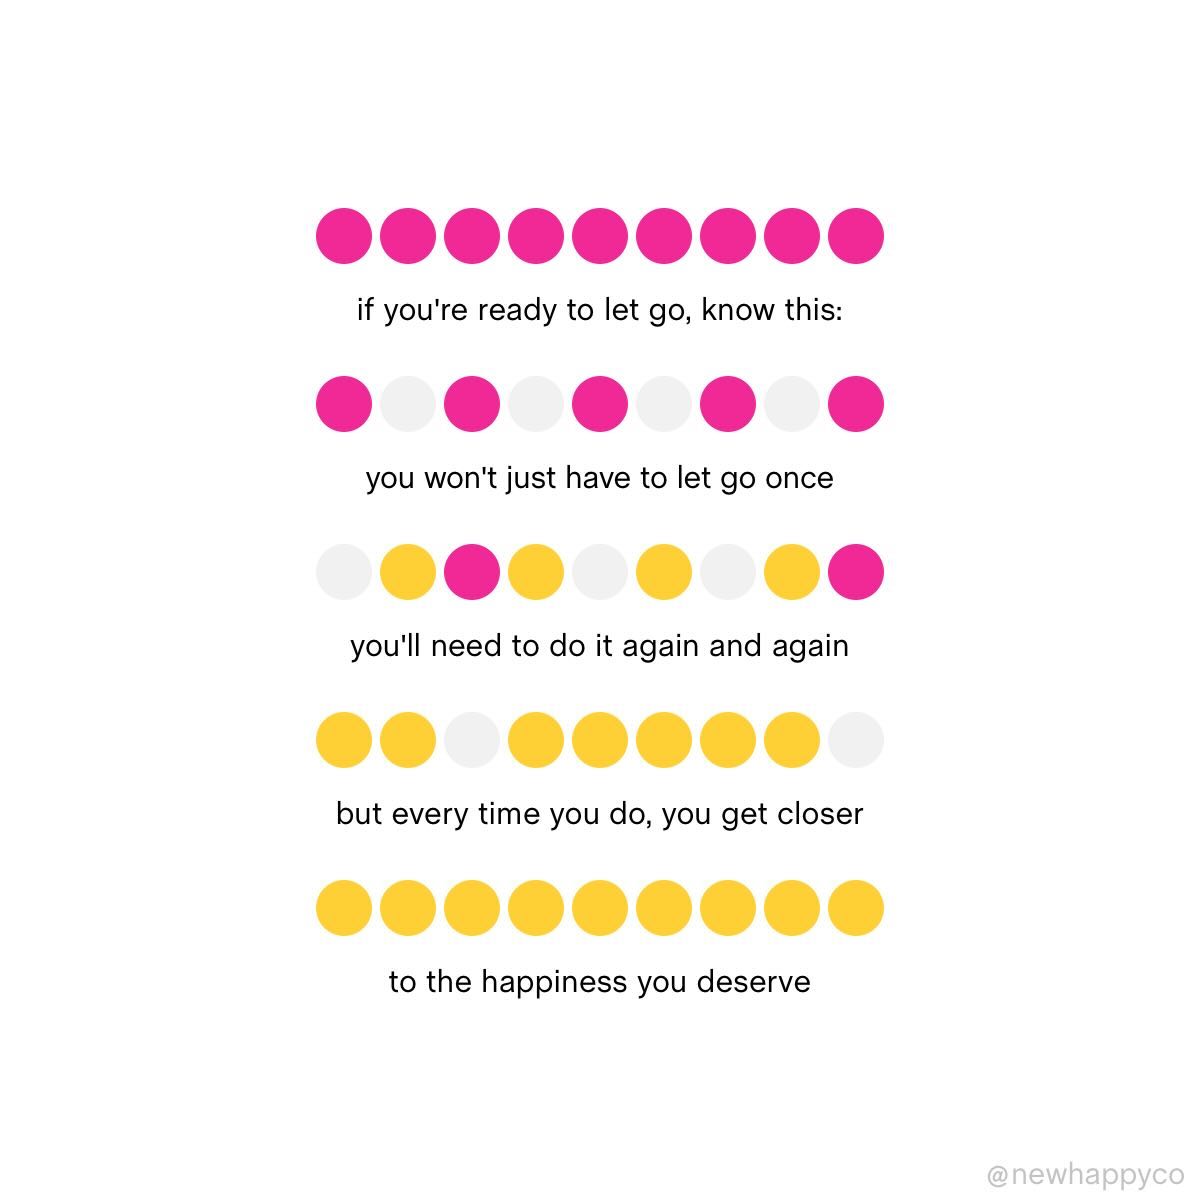 if you're ready to let go, know this:
you won't just have to let go once
you'll need to do it again and again
but every time you do, you get closer
to the happiness you deserve
@newhappyco